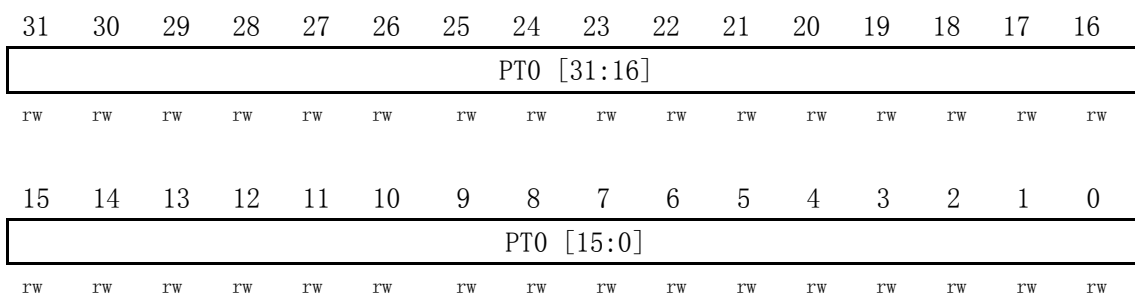 31 30 29 28 27 26 25 24 23 22 21 20 19 18 17 16
PT0 [31:16]
rw rw rw rw rw rw rw rw rw rw rw rw rw rw rw rw
15 14 13 12 11 10 9 8 7 6 5 4 3 2 1 0
PT0 [15:0]
rw rw rw rw rw rw rw rw rw rw rw rw rw rw rw rw